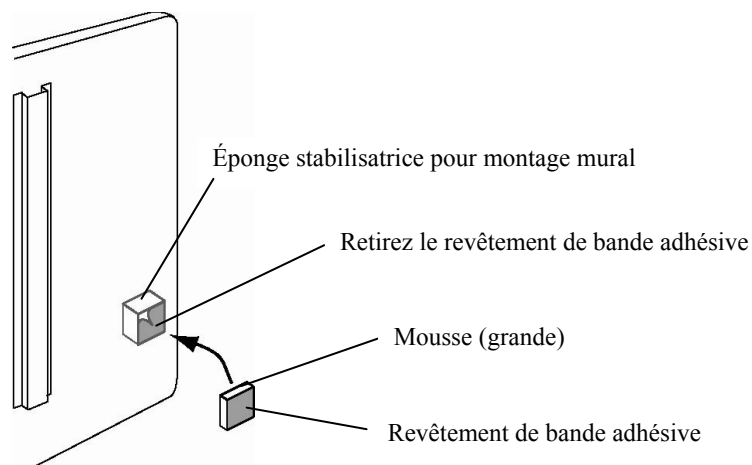 Éponge stabilisatrice pour montage mural
Retirez le revêtement de bande adhésive
Mousse (grande)
Revêtement de bande adhésive